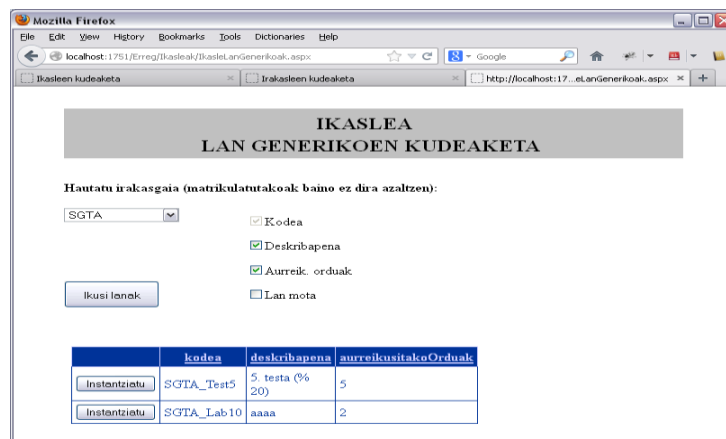 Mozilla Firefox
File Edit View History Bookmarks Tools Dictionaries Help
localhost:1751/Erreg/Ikasleak/IkasleLanGenerikoak.aspx Google
Ikasleen kudeaketa Irakasleen kudeaketa http://localhost:17...eLanGenerikoak.aspx
IKASLEA
LAN GENERIKOEN KUDEAKETA
Hautatu irakasgaia (matrikulatutakoak baino ez dira azaltzen):
SGTA
Kodea
Deskribapena
Aurreik. orduak
Ikusi lanak
Lan mota
kodea deskribapena aurreikusitakoOrduak
Instantziatu SGTA_Test5 5. testa (%
20) 5
Instantziatu SGTA_Lab10 aaaa 2